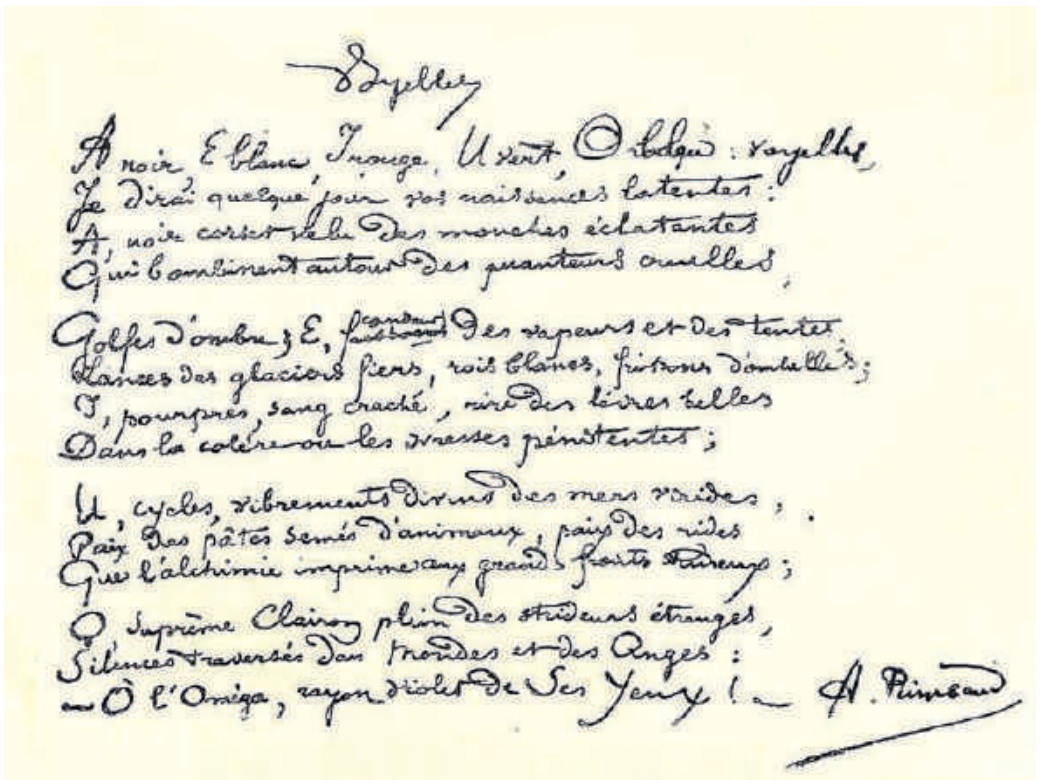 Voyelles
A noir, E blanc, I rouge, U vert, O bleu : voyelles,
Je dirai quelque jour vos naissances latentes :
A, noir corset velu des mouches éclatantes
Qui bombinent autour des puanteurs cruelles,
Golfes d'ombre ; E, candeurs des vapeurs et des tentes,
Lances des glaciers fiers, rois blancs, frissons d'ombelles ;
I, pourpres, sang craché, rire des lèvres belles
Dans la colère ou les ivresses pénitentes ;
U, cycles, vibrements divins des mers virides,
Paix des pâtis semés d'animaux, paix des rides
Que l'alchimie imprime aux grands fronts studieux ;
O, suprême Clairon plein des strideurs étranges,
Silences traversés des Mondes et des Anges :
— O l'Oméga, rayon violet de Ses Yeux ! —
A. Rimbaud